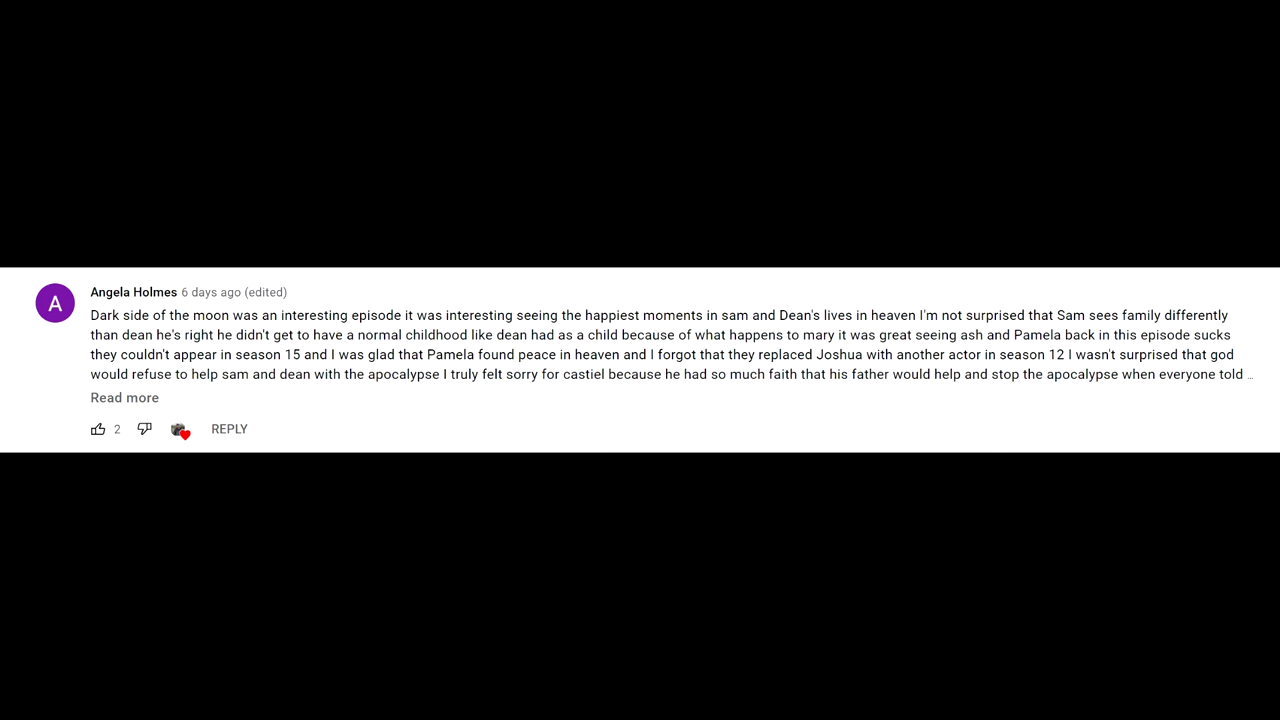 A
Angela Holmes 6 days ago (edited)
Dark side of the moon was an interesting episode it was interesting seeing the happiest moments in sam and Dean's lives in heaven I'm not surprised that Sam sees family differently
than dean he's right he didn't get to have a normal childhood like dean had as a child because of what happens to mary it was great seeing ash and Pamela back in this episode sucks
they couldn't appear in season 15 and I was glad that Pamela found peace in heaven and I forgot that they replaced Joshua with another actor in season 12 I wasn't surprised that god
would refuse to help sam and dean with the apocalypse I truly felt sorry for castiel because he had so much faith that his father would help and stop the apocalypse when everyone told ...
Read more
2 REPLY